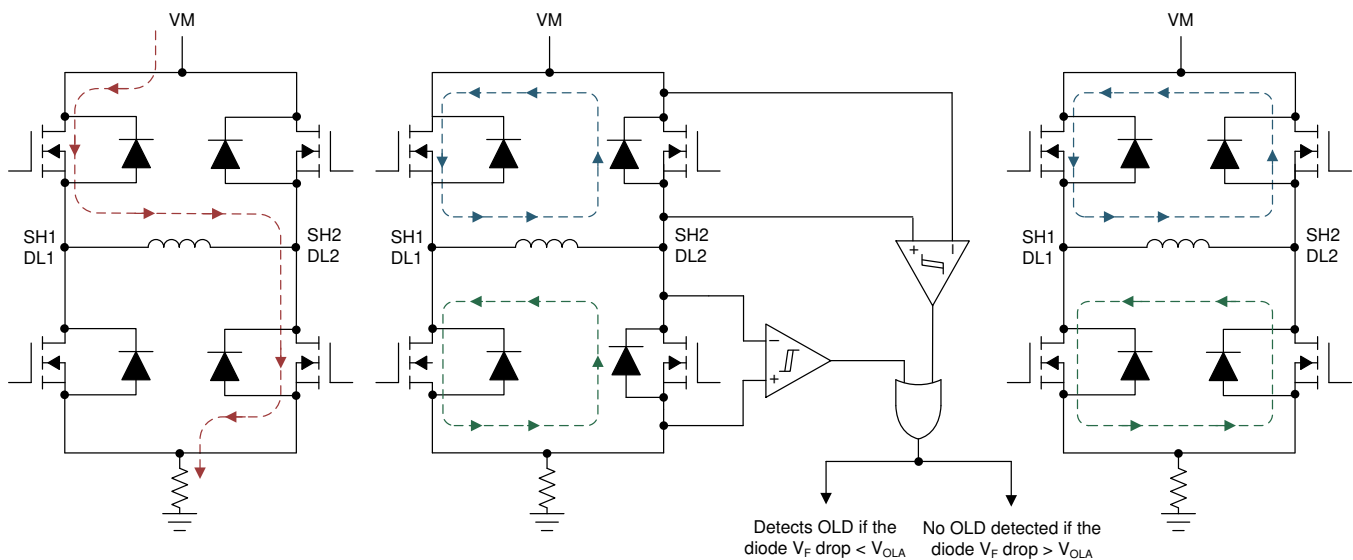 VM
VM
VM
SH1
DL1
SH2
DL2
SH1
DL1
SH2
DL2
+
−
−
+
SH1
DL1
SH2
DL2
Detects OLD if the
diode VF drop < VOLA
No OLD detected if the
diode VF drop > VOLA